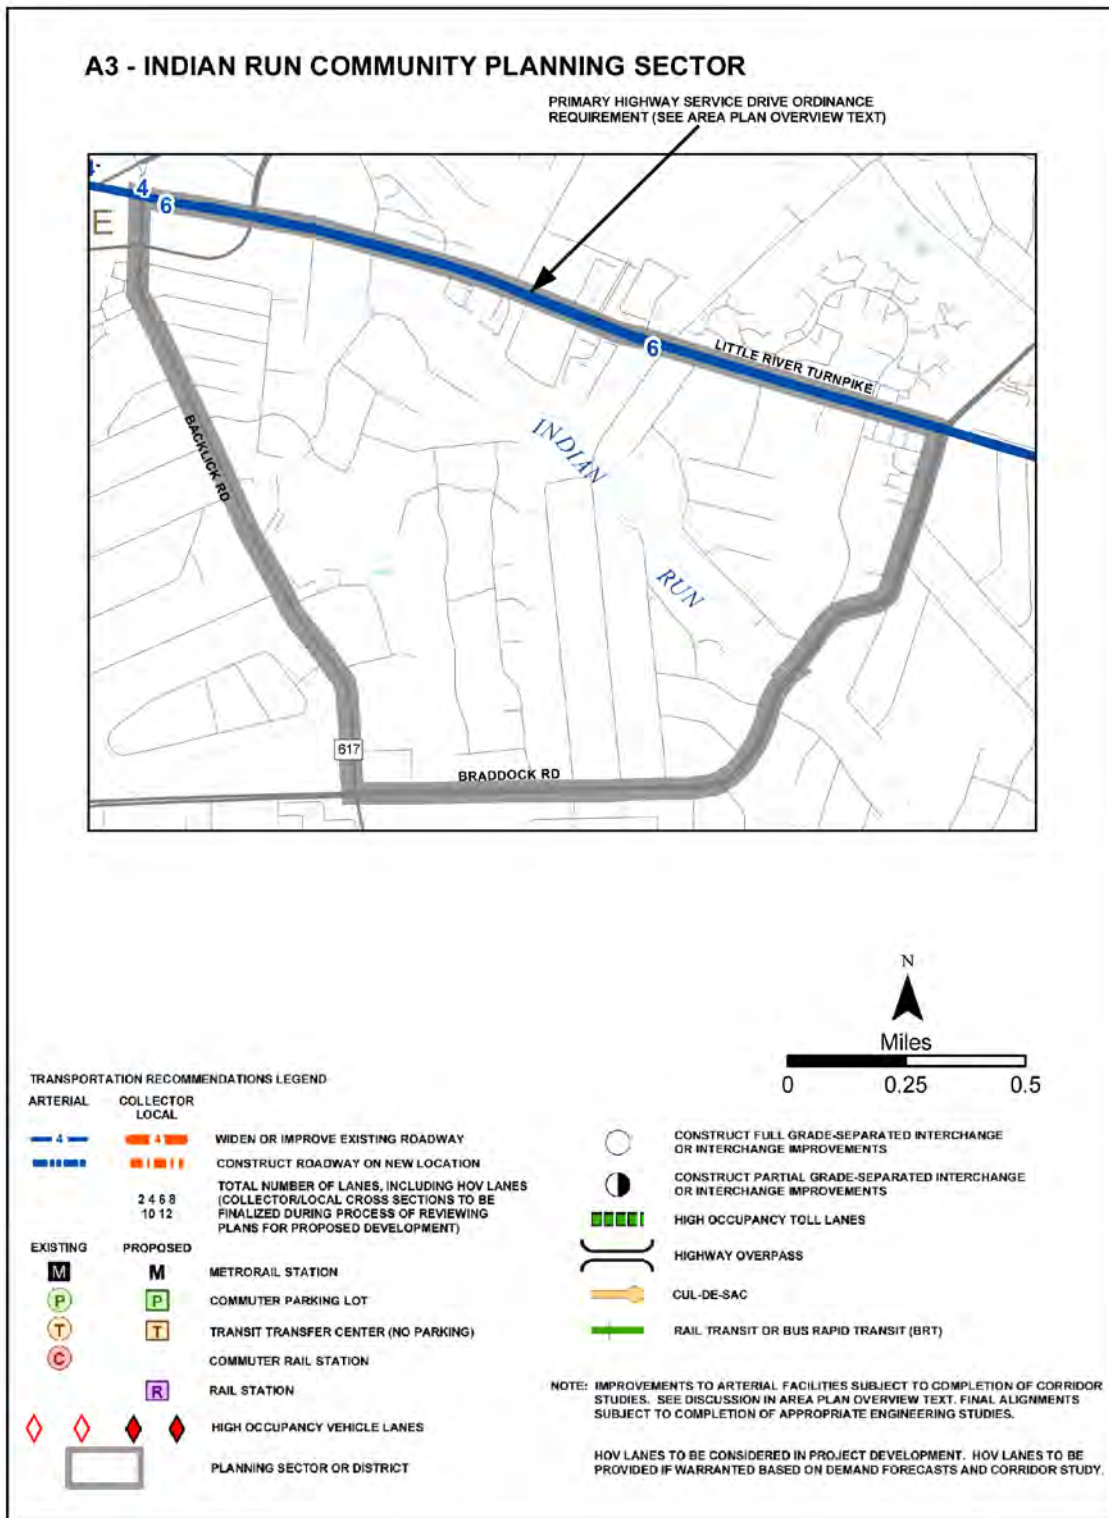 A3 - INDIAN RUN COMMUNITY PLANNING SECTOR
PRIMARY HIGHWAY SERVICE DRIVE ORDINANCE
REQUIREMENT (SEE AREA PLAN OVERVIEW TEXT)
4
6
E
6
LITTLE RIVER TURNPIKE
BACKLICK RD
INDIAN
RUN
617
BRADDOCK RD
N
Miles
0 0.25 0.5
TRANSPORTATION RECOMMENDATIONS LEGEND
ARTERIAL COLLECTOR
LOCAL
4 4 WIDEN OR IMPROVE EXISTING ROADWAY
CONSTRUCT ROADWAY ON NEW LOCATION
TOTAL NUMBER OF LANES, INCLUDING HOV LANES
2 4 6 8 (COLLECTOR/LOCAL CROSS SECTIONS TO BE
10 12 FINALIZED DURING PROCESS OF REVIEWING
PLANS FOR PROPOSED DEVELOPMENT)
EXISTING PROPOSED
M M METRORAIL STATION
P P COMMUTER PARKING LOT
T T TRANSIT TRANSFER CENTER (NO PARKING)
C COMMUTER RAIL STATION
R RAIL STATION
HIGH OCCUPANCY VEHICLE LANES
PLANNING SECTOR OR DISTRICT
CONSTRUCT FULL GRADE-SEPARATED INTERCHANGE
OR INTERCHANGE IMPROVEMENTS
CONSTRUCT PARTIAL GRADE-SEPARATED INTERCHANGE
OR INTERCHANGE IMPROVEMENTS
HIGH OCCUPANCY TOLL LANES
HIGHWAY OVERPASS
CUL-DE-SAC
RAIL TRANSIT OR BUS RAPID TRANSIT (BRT)
NOTE: IMPROVEMENTS TO ARTERIAL FACILITIES SUBJECT TO COMPLETION OF CORRIDOR
STUDIES. SEE DISCUSSION IN AREA PLAN OVERVIEW TEXT. FINAL ALIGNMENTS
SUBJECT TO COMPLETION OF APPROPRIATE ENGINEERING STUDIES.
HOV LANES TO BE CONSIDERED IN PROJECT DEVELOPMENT. HOV LANES TO BE
PROVIDED IF WARRANTED BASED ON DEMAND FORECASTS AND CORRIDOR STUDY.